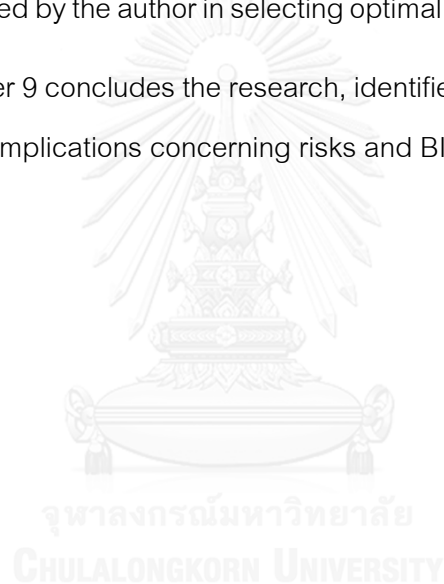 ed by the author in selecting optimal
er 9 concludes the research, identifie
mplications concerning risks and
จุฬาลงกรณ์มหาวิทยาลัย
CHULALONGKORN UNIVERSITY